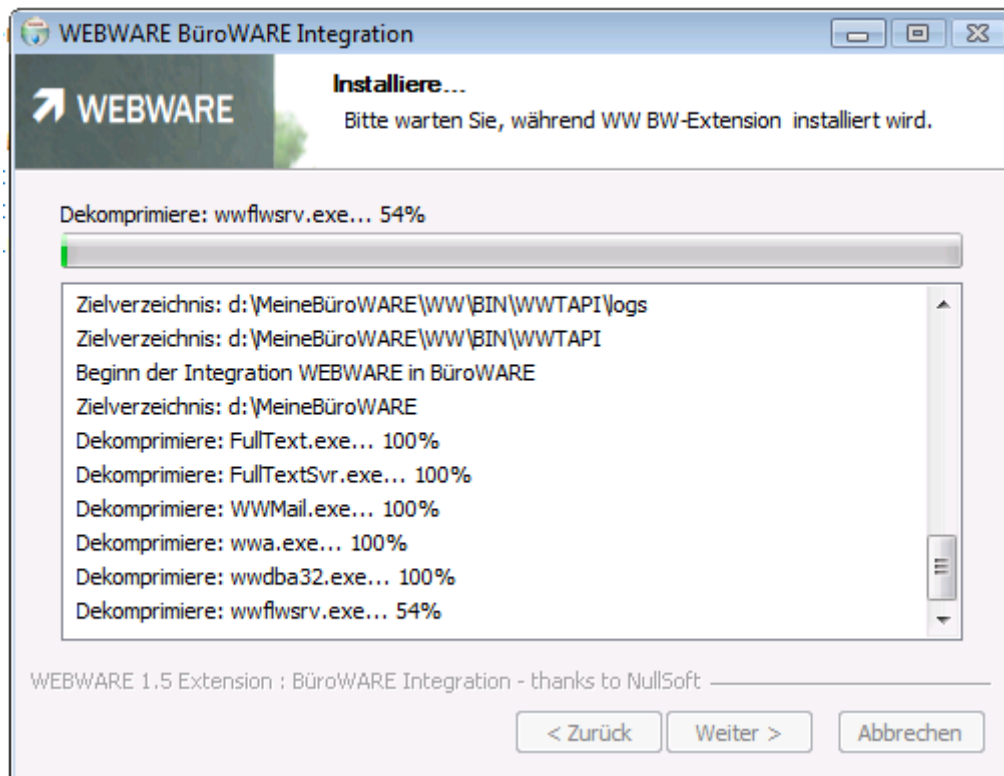 WEBWARE BüroWARE Integration
WEBWARE
Installiere...
Bitte warten Sie, während WW BW-Extension installiert wird.
Dekomprimiere: wwflwsrv.exe... 54%
Zielverzeichnis: d:\MeineBüroWARE\WW\BIN\WWTAPI\logs
Zielverzeichnis: d:\MeineBüroWARE\WW\BIN\WWTAPI
Beginn der Integration WEBWARE in BüroWARE
Zielverzeichnis: d:\MeineBüroWARE
Dekomprimiere: FullText.exe... 100%
Dekomprimiere: FullTextSvr.exe... 100%
Dekomprimiere: WWMail.exe... 100%
Dekomprimiere: wwa.exe... 100%
Dekomprimiere: wwdba32.exe... 100%
Dekomprimiere: wwflwsrv.exe... 54%
WEBWARE 1.5 Extension : BüroWARE Integration - thanks to NullSoft
< Zurück Weiter > Abbrechen